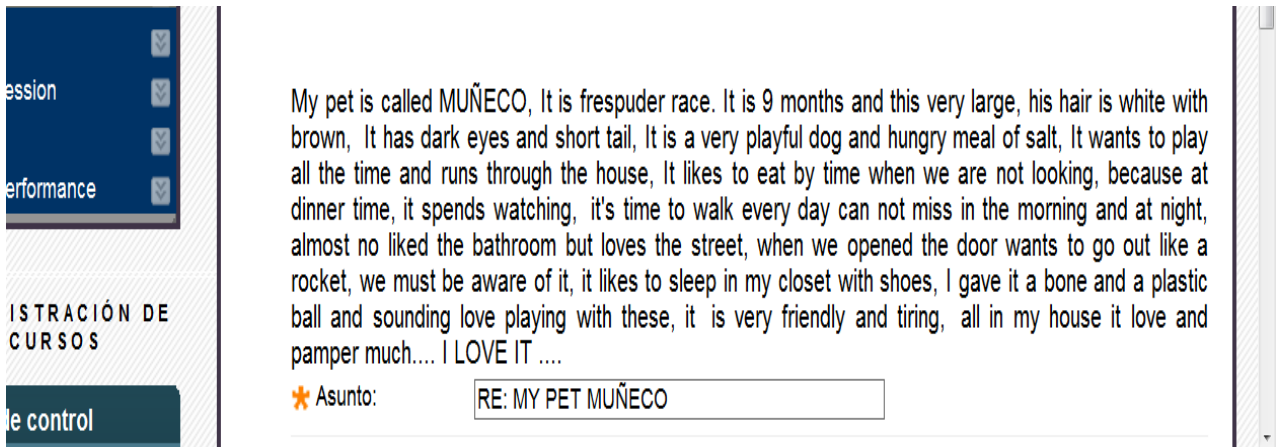 ession
erformance
ISTRACIÓN DE
CURSOS
de control
My pet is called MUÑECO, It is frespuder race. It is 9 months and this very large, his hair is white with
brown, It has dark eyes and short tail, It is a very playful dog and hungry meal of salt, It wants to play
all the time and runs through the house, It likes to eat by time when we are not looking, because at
dinner time, it spends watching, it's time to walk every day can not miss in the morning and at night,
almost no liked the bathroom but loves the street, when we opened the door wants to go out like a
rocket, we must be aware of it, it likes to sleep in my closet with shoes, I gave it a bone and a plastic
ball and sounding love playing with these, it is very friendly and tiring, all in my house it love and
pamper much.... I LOVE IT ....
Asunto: RE: MY PET MUÑECO